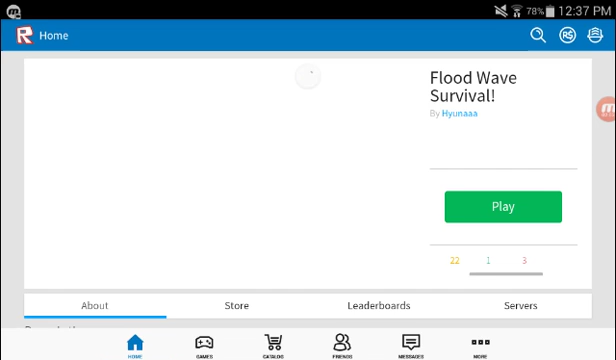 78% 12:37 PM
R Home
R$
Flood Wave
Survival!
By Hyunaaa
Play
22 1 3
About Store Leaderboards Servers
HOME GAMES CATALOG FRIENDS MESSAGES MORE